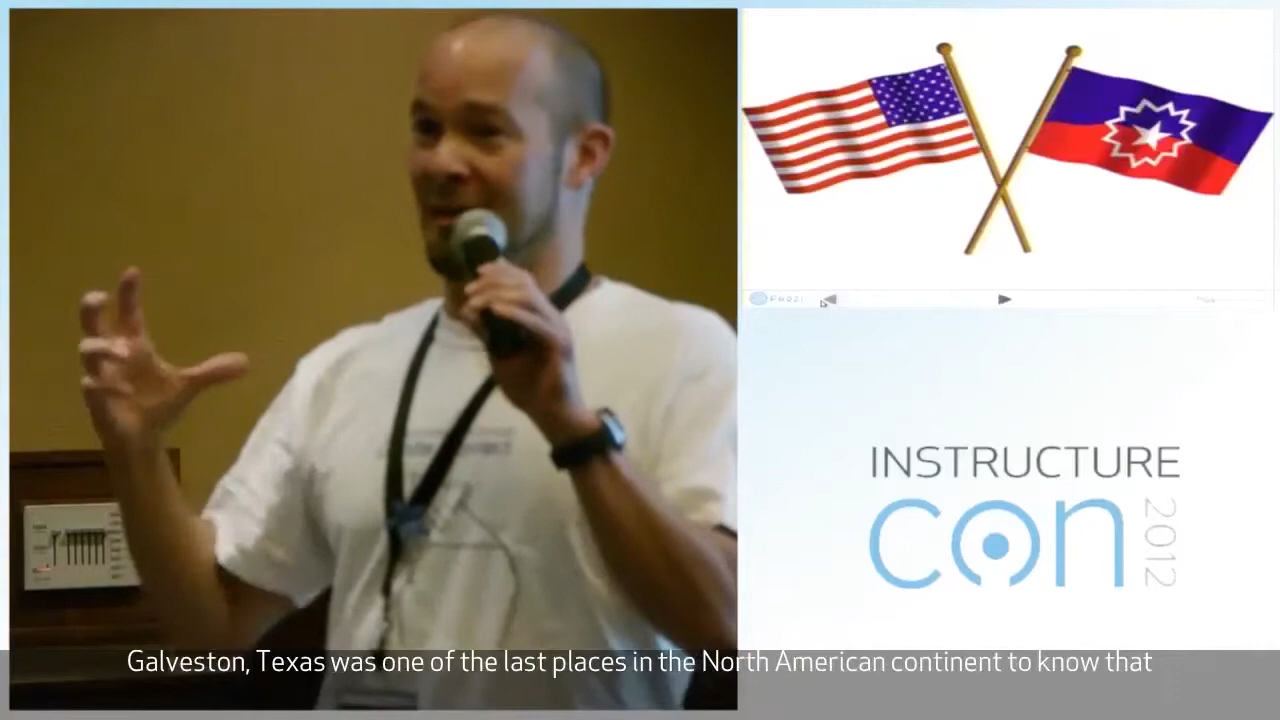 INSTRUCTURE
con
2012
Galveston, Texas was one of the last places in the North American continent to know that